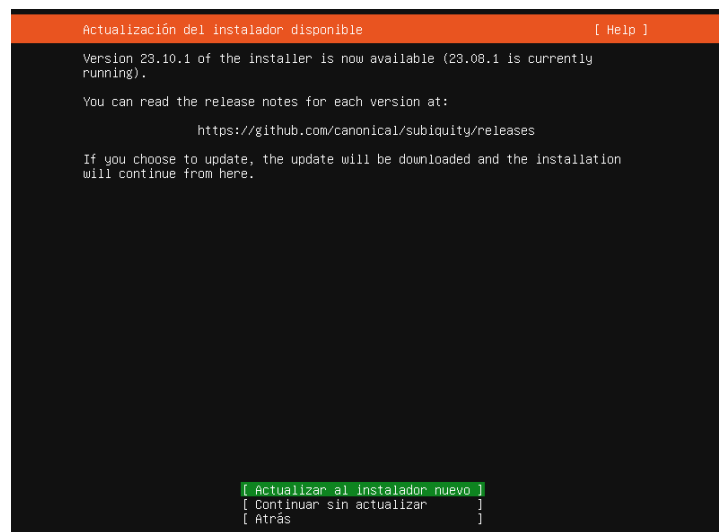 Actualización del instalador disponible [ Help ]
Version 23.10.1 of the installer is now available (23.08.1 is currently
running).
You can read the release notes for each version at:
https://github.com/canonical/subiquity/releases
If you choose to update, the update will be downloaded and the installation
will continue from here.
[ Actualizar al instalador nuevo ]
[ Continuar sin actualizar ]
[ Atrás ]